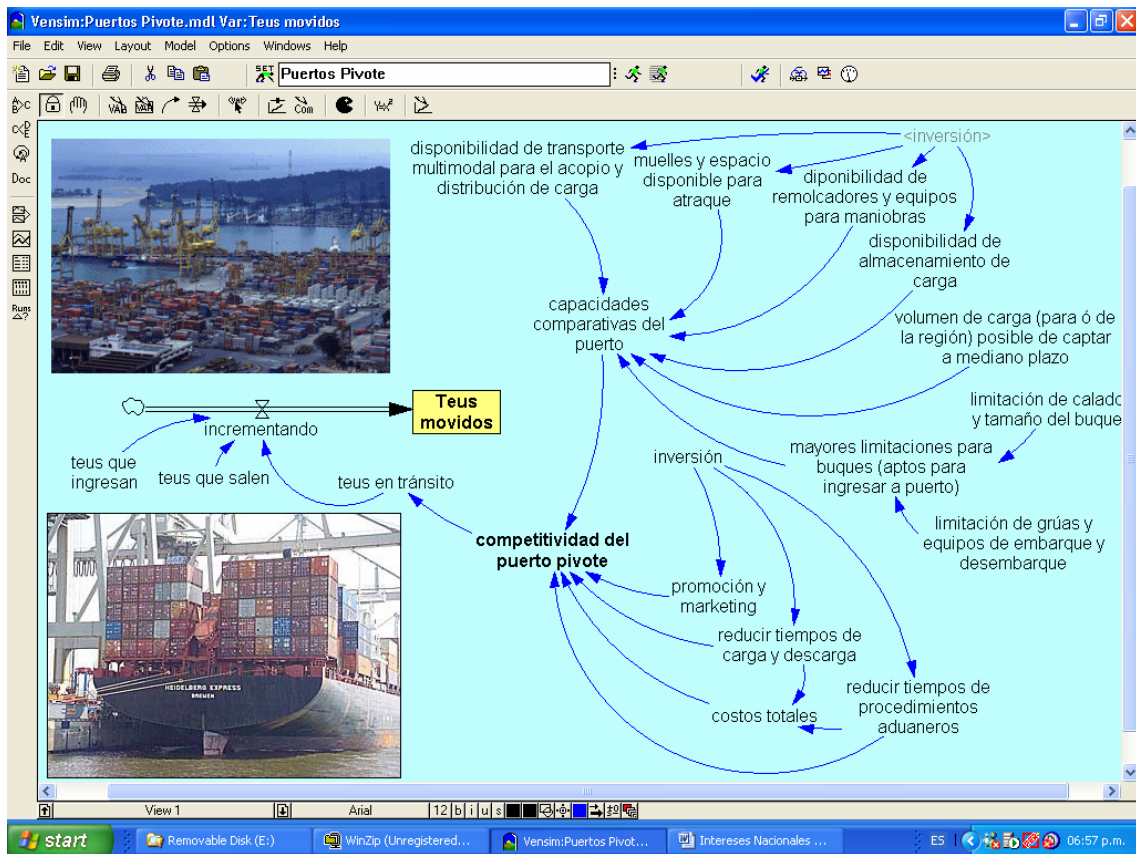 Vensim:Puertos Pivote.mdl Var:Teus movidos
File Edit View Layout Model Options Windows Help
SET Puertos Pivote
VAR
Com
Y=X²
Doc
Runs
disponibilidad de transporte
multimodal para el acopio y
distribución de carga
<inversión>
muelles y espacio
disponible para
atraque
diponibilidad de
remolcadores y equipos
para maniobras
disponibilidad de
almacenamiento de
carga
capacidades
comparativas del
puerto
volumen de carga (para ó de
la región) posible de captar
a mediano plazo
Teus
movidos
incrementando
teus que
ingresan
teus que salen
teus en tránsito
limitación de calado
y tamaño del buque
mayores limitaciones para
buques (aptos para
ingresar a puerto)
inversión
limitación de grúas y
equipos de embarque y
desembarque
competitividad del
puerto pivote
promoción y
marketing
reducir tiempos de
carga y descarga
reducir tiempos de
procedimientos
aduaneros
costos totales
HEIDELBERG EXPRESS
BREMEN
View 1 Arial 12 b i u s
start Removable Disk (E:) WinZip (Unregistered... Vensim:Puertos Pivot... Intereses Nacionales ... ES 06:57 p.m.